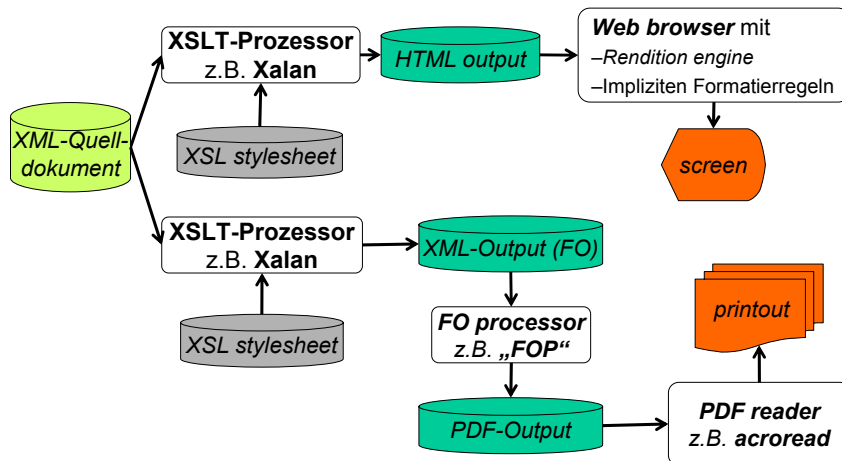 XSLT-Prozessor
z.B. Xalan
HTML output
Web browser mit
–Rendition engine
–Impliziten Formatierregeln
XML-Quell-
dokument
XSL stylesheet
screen
XSLT-Prozessor
z.B. Xalan
XML-Output (FO)
XSL stylesheet
FO processor
z.B. „FOP“
printout
PDF-Output
PDF reader
z.B. acroread